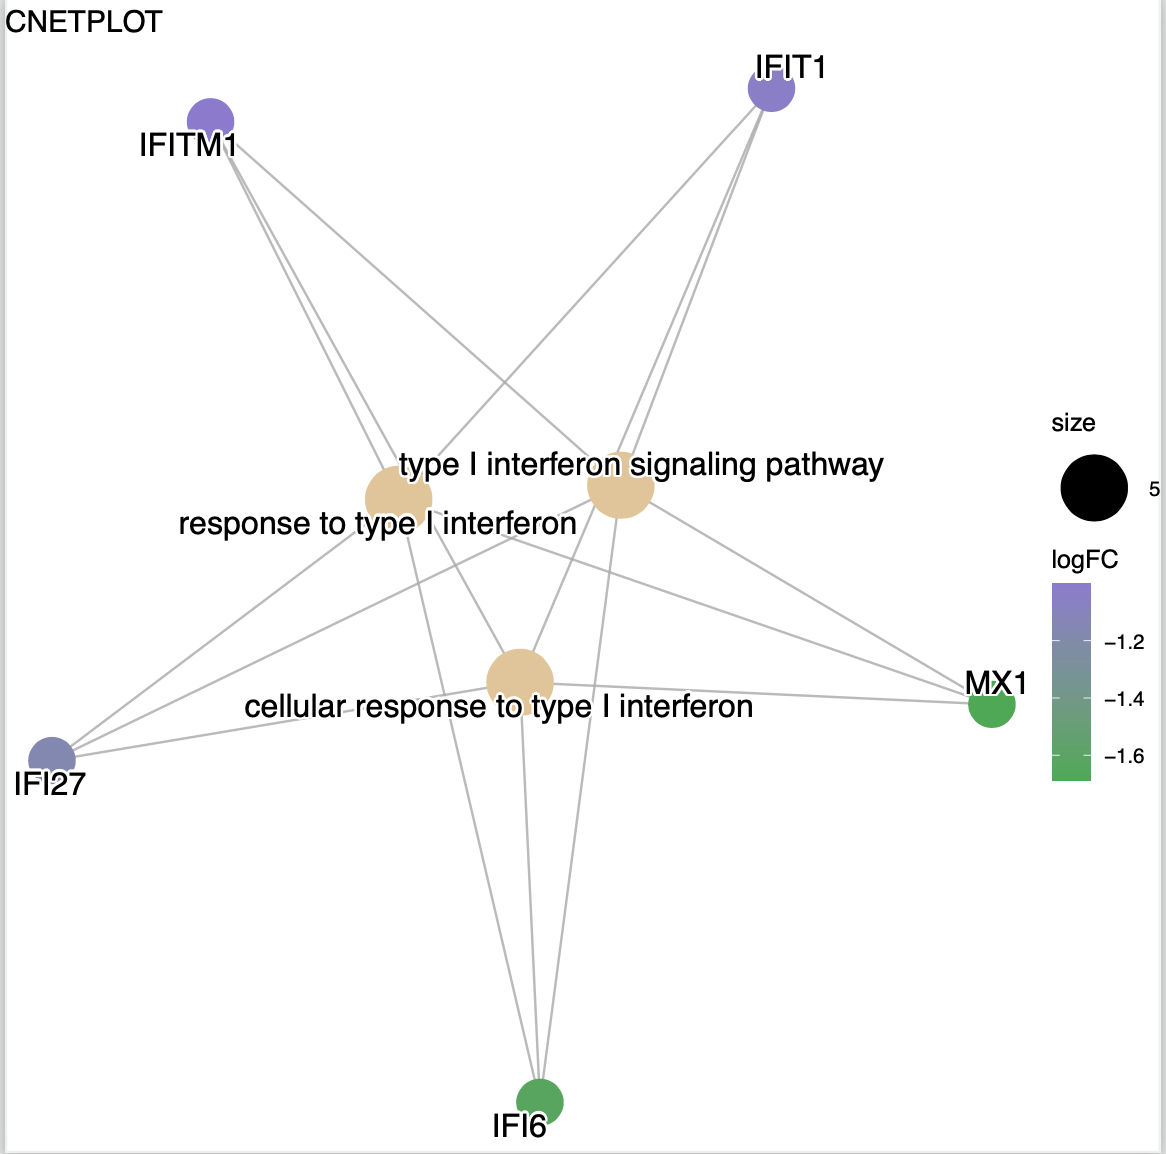 CNETPLOT
IFIT1
IFITM1
size
type I interferon signaling pathway
5
response to type I interferon
logFC
−1.2
MX1
−1.4
cellular response to type I interferon
−1.6
IFI27
IFI6